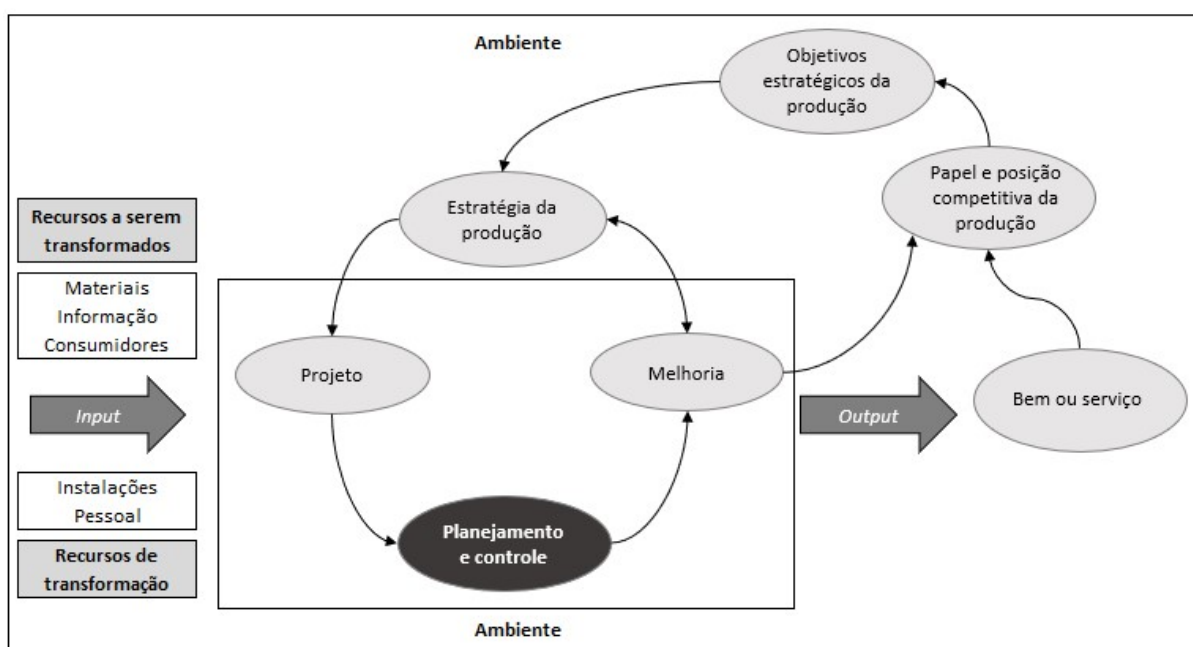 Ambiente
Objetivos
estratégicos da
produção
Papel e posição
competitiva da
produção
Estratégia da
produção
Recursos a serem
transformados
Materiais
Informação
Consumidores
Projeto
Melhoria
Bem ou serviço
Input
Output
Instalações
Pessoal
Recursos de
transformação
Planejamento
e controle
Ambiente